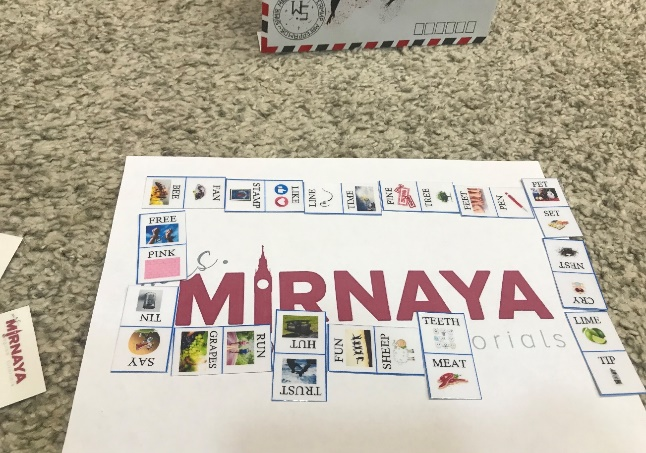 BEE
FAN
STAMP
LIKE
LINE
TIME
PINE
TREE
FEET
PEN
PET
SET
NEST
CRY
LIME
TIP
FREE
PINK
TIN
SAY
GRAPES
RUN
HUT
TRUST
FUN
SHEEP
TEETH
MEAT
s.
MIRNAYA
orials
MIRNAYA